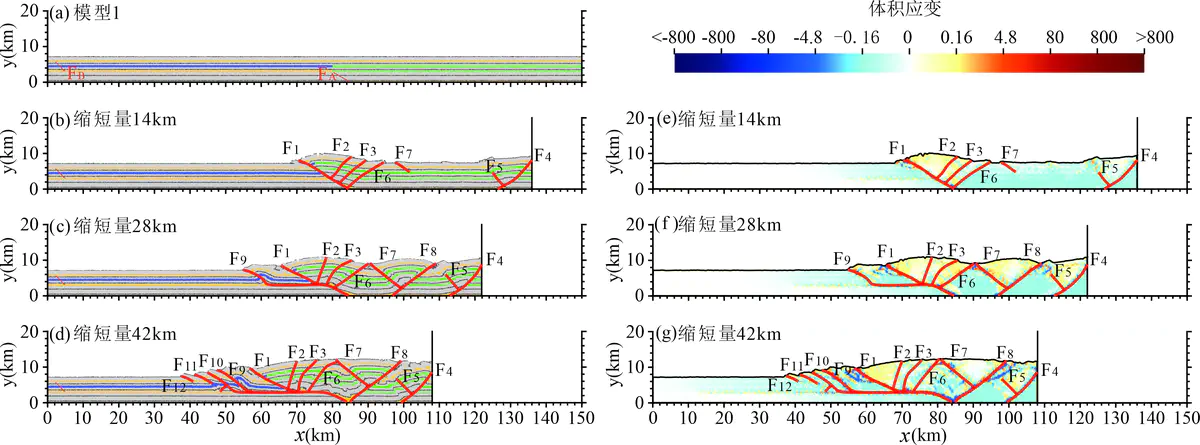 (a) 模型1
20
10
0
y(km)
F_B
F_A
(b) 缩短量14km
20
10
0
y(km)
F1
F2
F3
F7
F6
F5
F4
(c) 缩短量28km
20
10
0
y(km)
F9
F1
F2
F3
F7
F8
F6
F5
F4
(d) 缩短量42km
20
10
0
y(km)
F11
F10
F9
F12
F1
F2
F3
F7
F8
F6
F5
F4
0 10 20 30 40 50 60 70 80 90 100 110 120 130 140 150
x(km)
体积应变
<-800 -800 -80 -4.8 -0.16 0 0.16 4.8 80 800 >800
(e) 缩短量14km
20
10
0
y(km)
F1
F2
F3
F7
F6
F5
F4
(f) 缩短量28km
20
10
0
y(km)
F9
F1
F2
F3
F7
F8
F6
F5
F4
(g) 缩短量42km
20
10
0
y(km)
F11
F10
F9
F12
F1
F2
F3
F7
F8
F6
F5
F4
0 10 20 30 40 50 60 70 80 90 100 110 120 130 140 150
x(km)